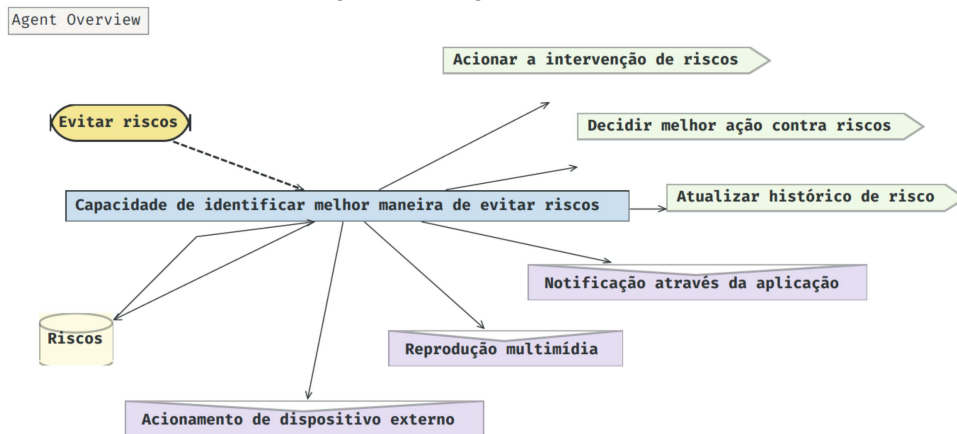 Agent Overview
Acionar a intervenção de riscos
Evitar riscos
Decidir melhor ação contra riscos
Capacidade de identificar melhor maneira de evitar riscos
Atualizar histórico de risco
Notificação através da aplicação
Riscos
Reprodução multimídia
Acionamento de dispositivo externo